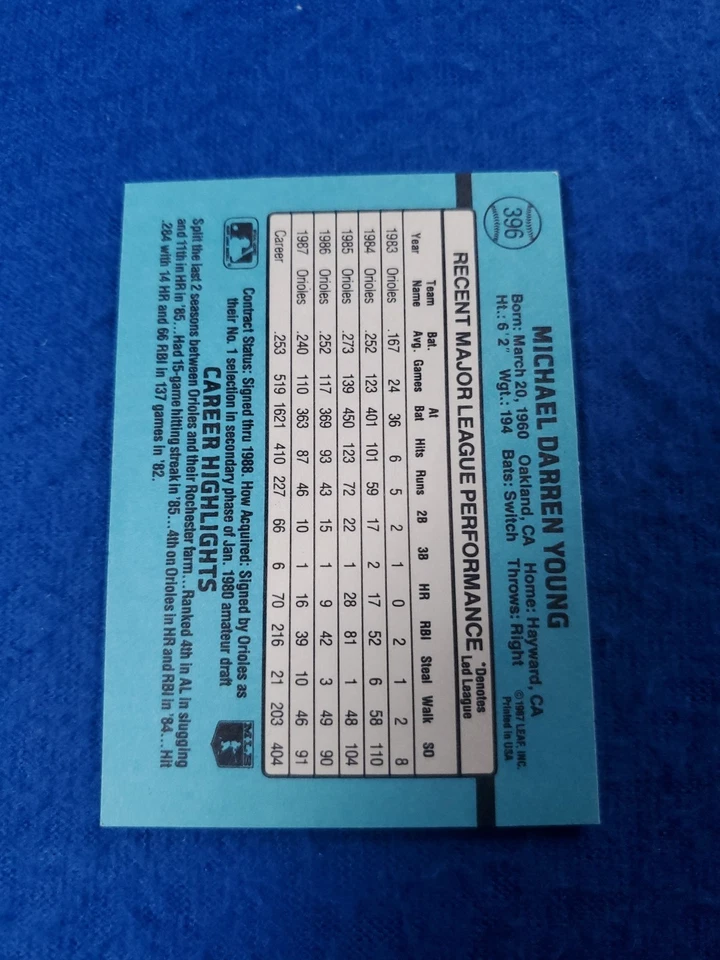 396
MICHAEL DARREN YOUNG
Born: March 20, 1960 Oakland, CA Home: Hayward, CA
Ht.: 6' 2" Wgt.: 194 Bats: Switch Throws: Right
©1987 LEAF, INC.
Printed in USA
RECENT MAJOR LEAGUE PERFORMANCE
*Denotes
Led League
Year Team Name Bat. Avg. Games At Bat Hits Runs 2B 3B HR RBI Steal Walk SO
1983 Orioles .167 24 36 6 5 2 1 0 2 1 2 8
1984 Orioles .252 123 401 101 59 17 2 17 52 6 58 110
1985 Orioles .273 139 450 123 72 22 1 28 81 1 48 104
1986 Orioles .252 117 369 93 43 15 1 9 42 3 49 90
1987 Orioles .240 110 363 87 46 10 1 16 39 10 46 91
Career .253 519 1621 410 227 66 6 70 216 21 203 404
Contract Status: Signed thru 1988. How Acquired: Signed by Orioles as
their No. 1 selection in secondary phase of Jan. 1980 amateur draft
MLB
CAREER HIGHLIGHTS
Split the last 2 seasons between Orioles and their Rochester farm...Ranked 4th in AL in slugging
and 11th in HR in '85...Had 15-game hitting streak in '85...4th on Orioles in HR and RBI in '84...Hit
.284 with 14 HR and 66 RBI in 137 games in '82.